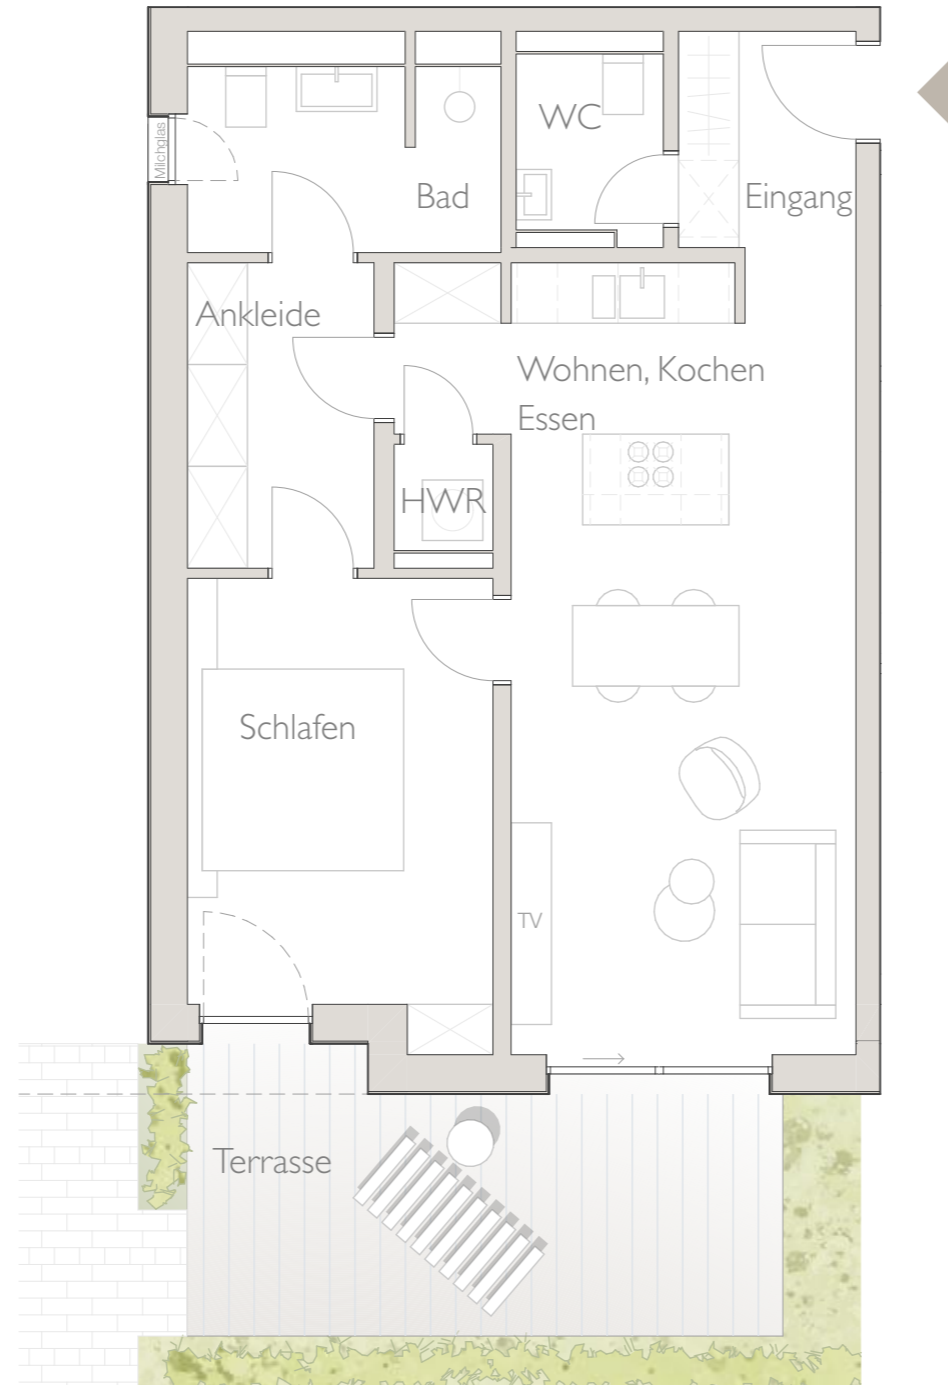 Milchglas
WC
Bad
Eingang
Ankleide
Wohnen, Kochen
Essen
HWR
Schlafen
TV
Terrasse